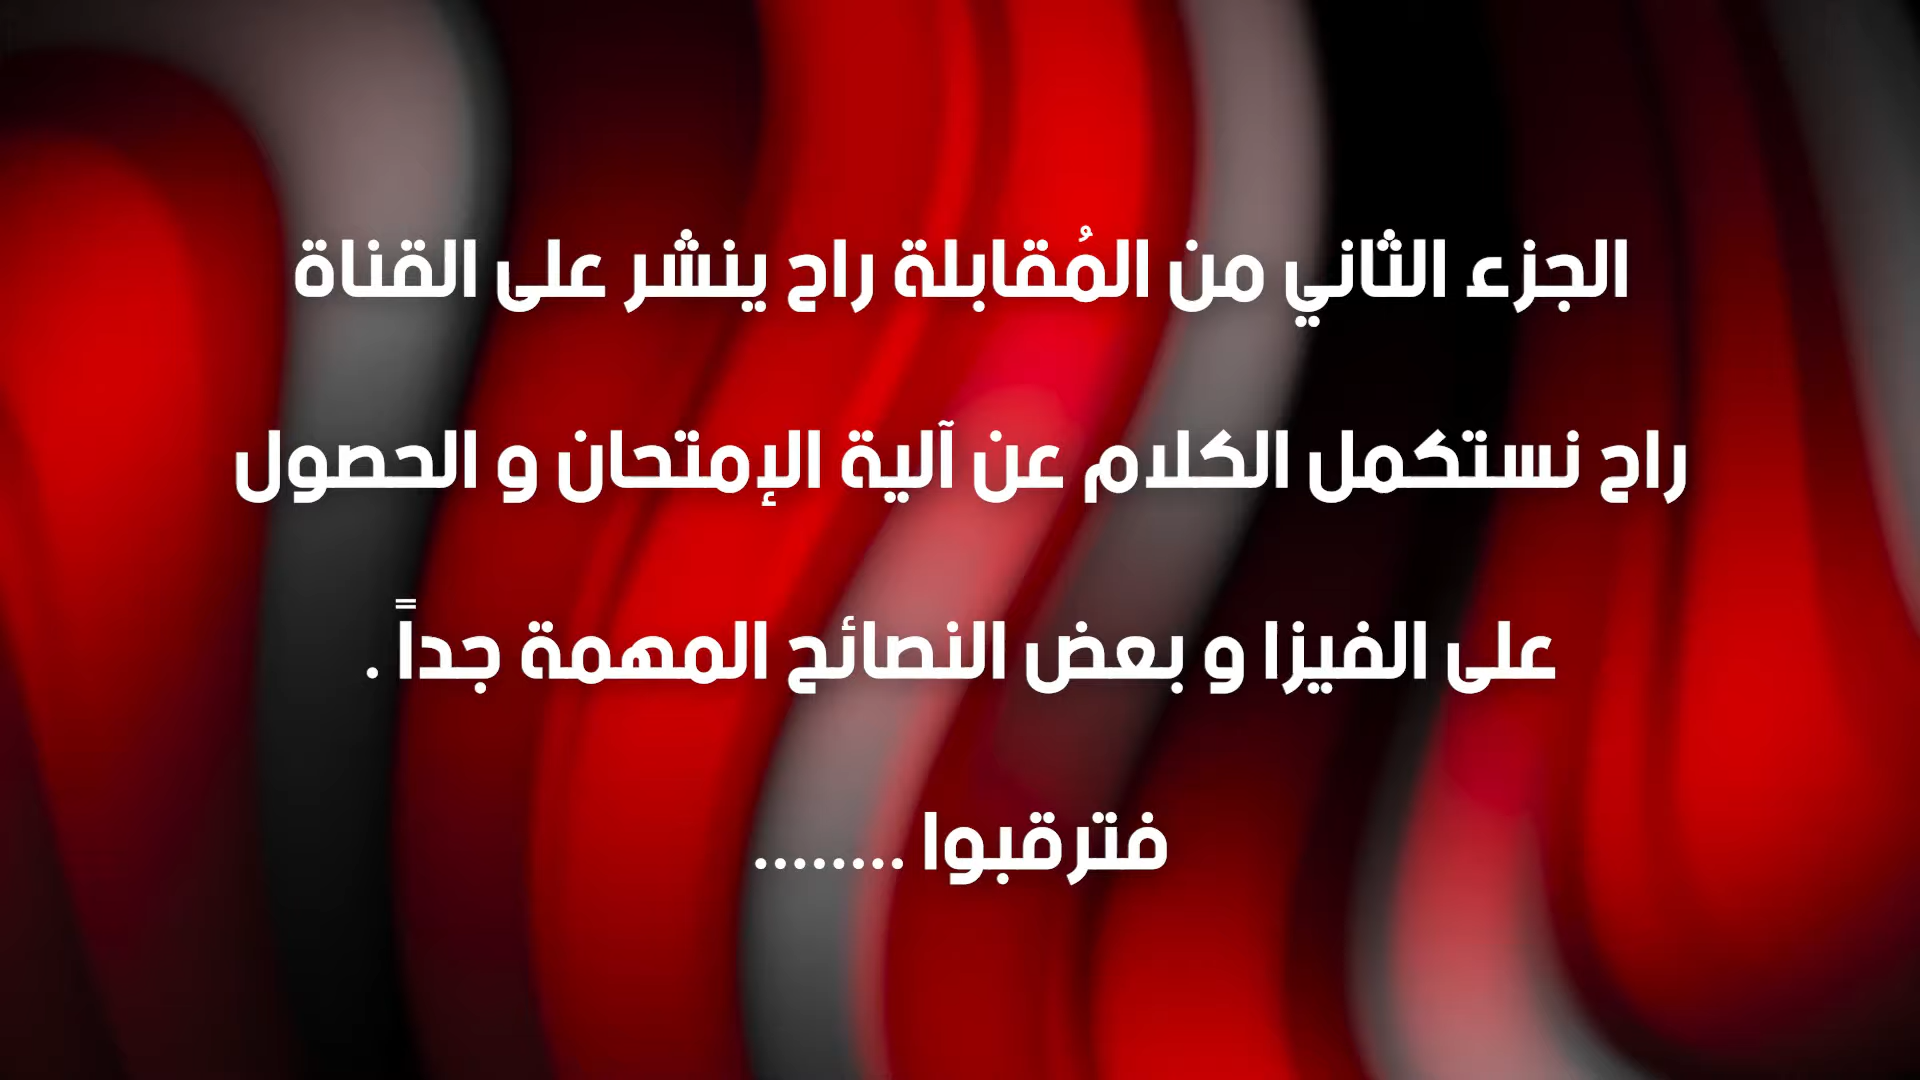 الجزء الثاني من المُقابلة راح ينشر على القناة
راح نستكمل الكلام عن آلية الإمتحان و الحصول
على الفيزا و بعض النصائح المهمة جداً .
فترقبوا ........